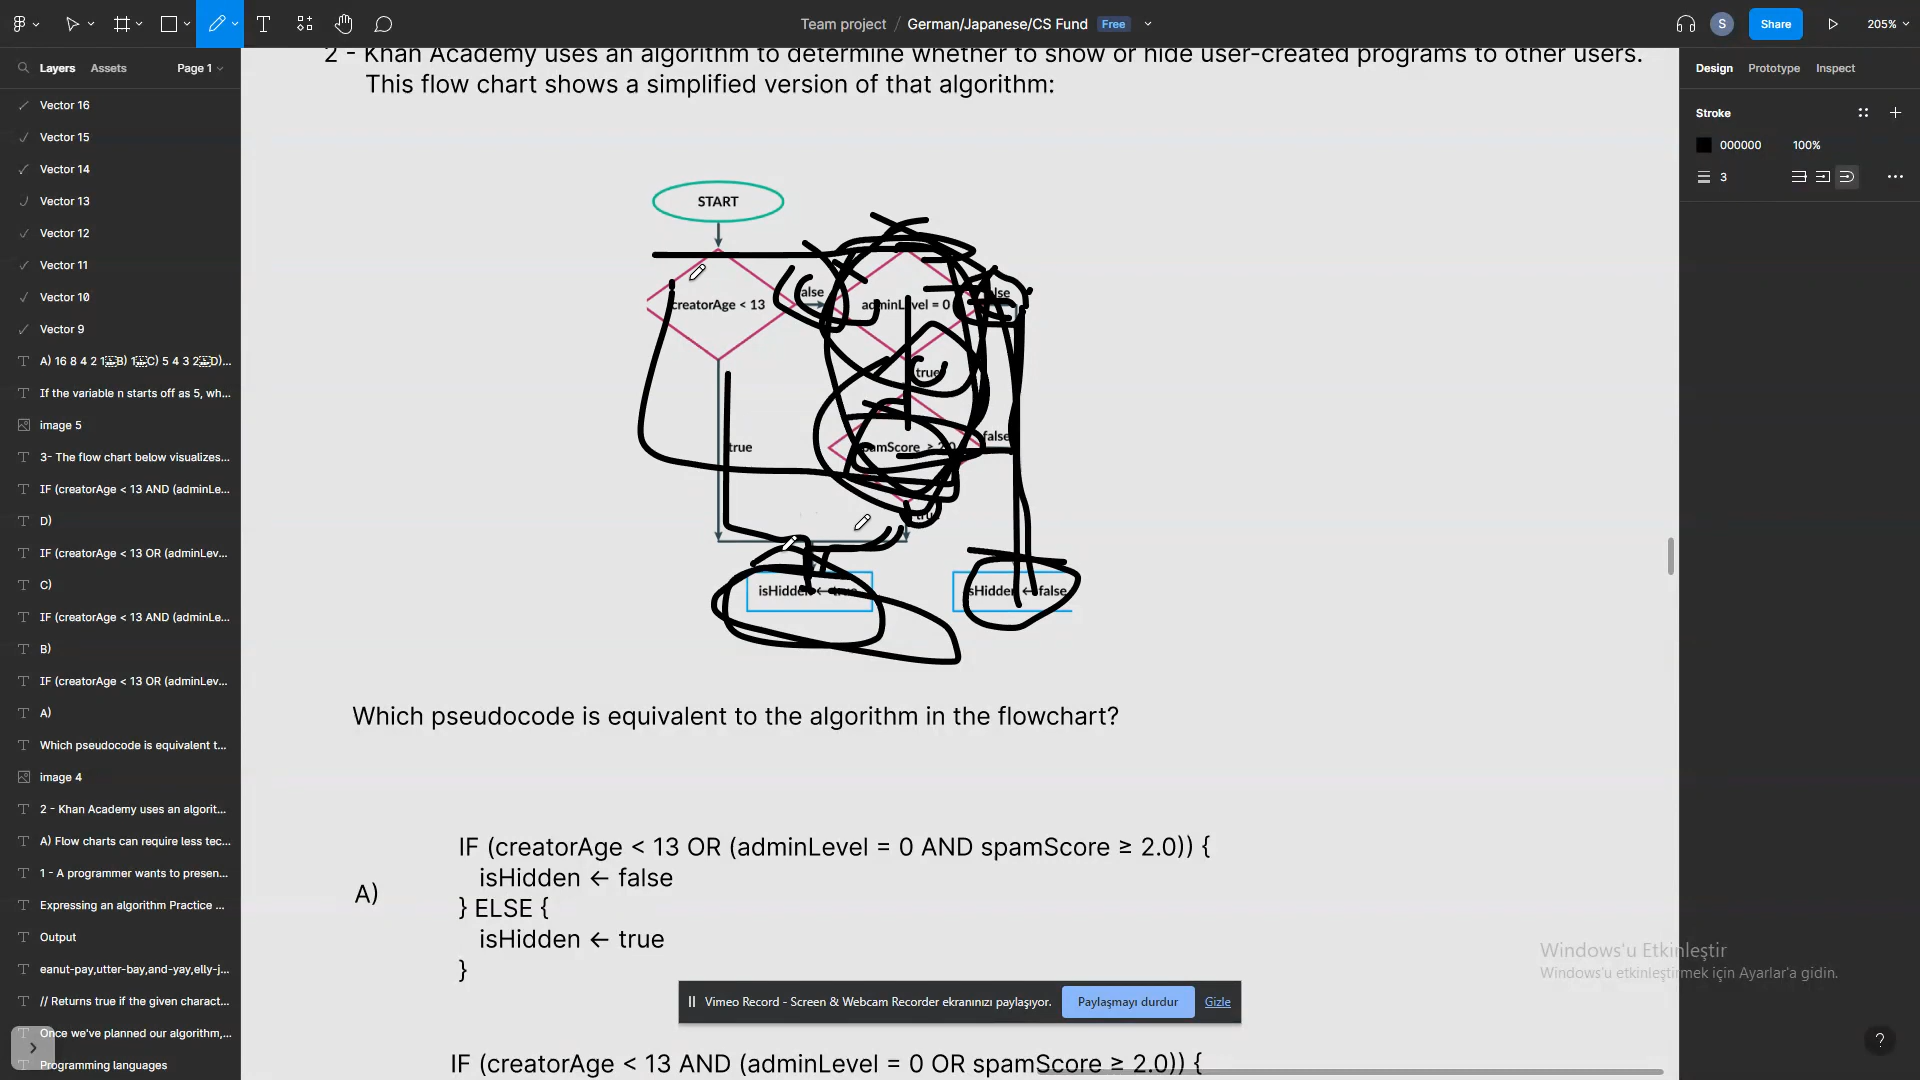 Team project / German/Japanese/CS Fund Free
S
Share
205%
Layers
Assets
Page 1
Design
Prototype
Inspect
Vector 16
Vector 15
Vector 14
Vector 13
Vector 12
Vector 11
Vector 10
Vector 9
If the variable n starts off as 5, wh...
image 5
3- The flow chart below visualizes...
IF (creatorAge < 13 AND (adminLe...
D)
IF (creatorAge < 13 OR (adminLev...
C)
IF (creatorAge < 13 AND (adminLe...
B)
IF (creatorAge < 13 OR (adminLev...
A)
Which pseudocode is equivalent t...
image 4
2 - Khan Academy uses an algorit...
A) Flow charts can require less tec...
1 - A programmer wants to presen...
Expressing an algorithm Practice ...
Output
eanut-pay,utter-bay,and-yay,elly-j...
// Returns true if the given charact...
Once we've planned our algorithm,...
Programming languages
Stroke
000000 100%
3
2 - Khan Academy uses an algorithm to determine whether to show or hide user-created programs to other users.
This flow chart shows a simplified version of that algorithm:
START
creatorAge < 13
adminLevel = 0
true
false
true
true
isHidden
isHidden ← false
Which pseudocode is equivalent to the algorithm in the flowchart?
A)
IF (creatorAge < 13 OR (adminLevel = 0 AND spamScore ≥ 2.0)) {
isHidden ← false
} ELSE {
isHidden ← true
}
IF (creatorAge < 13 AND (adminLevel = 0 OR spamScore ≥ 2.0)) {
Vimeo Record - Screen & Webcam Recorder ekranınızı paylaşıyor.
Paylaşmayı durdur
Gizle
Windows'u Etkinleştir
Windows'u etkinleştirmek için Ayarlar'a gidin.
?